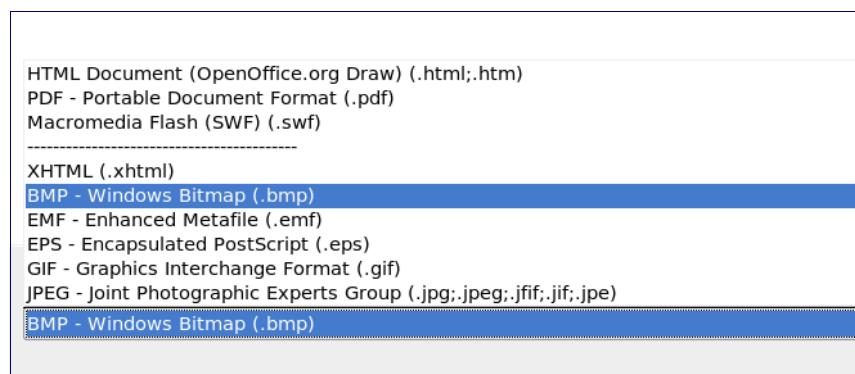 HTML Document (OpenOffice.org Draw) (.html;.htm)
PDF - Portable Document Format (.pdf)
Macromedia Flash (SWF) (.swf)
------------------------------------------
XHTML (.xhtml)
BMP - Windows Bitmap (.bmp)
EMF - Enhanced Metafile (.emf)
EPS - Encapsulated PostScript (.eps)
GIF - Graphics Interchange Format (.gif)
JPEG - Joint Photographic Experts Group (.jpg;.jpeg;.jfif;.jif;.jpe)
BMP - Windows Bitmap (.bmp)